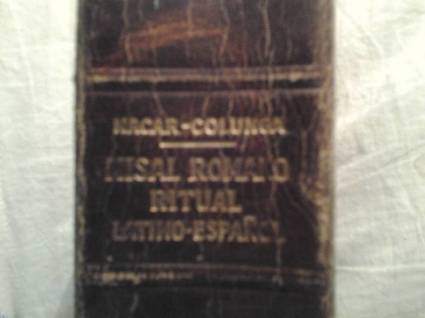 NACAR-COLUNGA
MISAL ROMANO
RITUAL
LATINO-ESPAÑOL